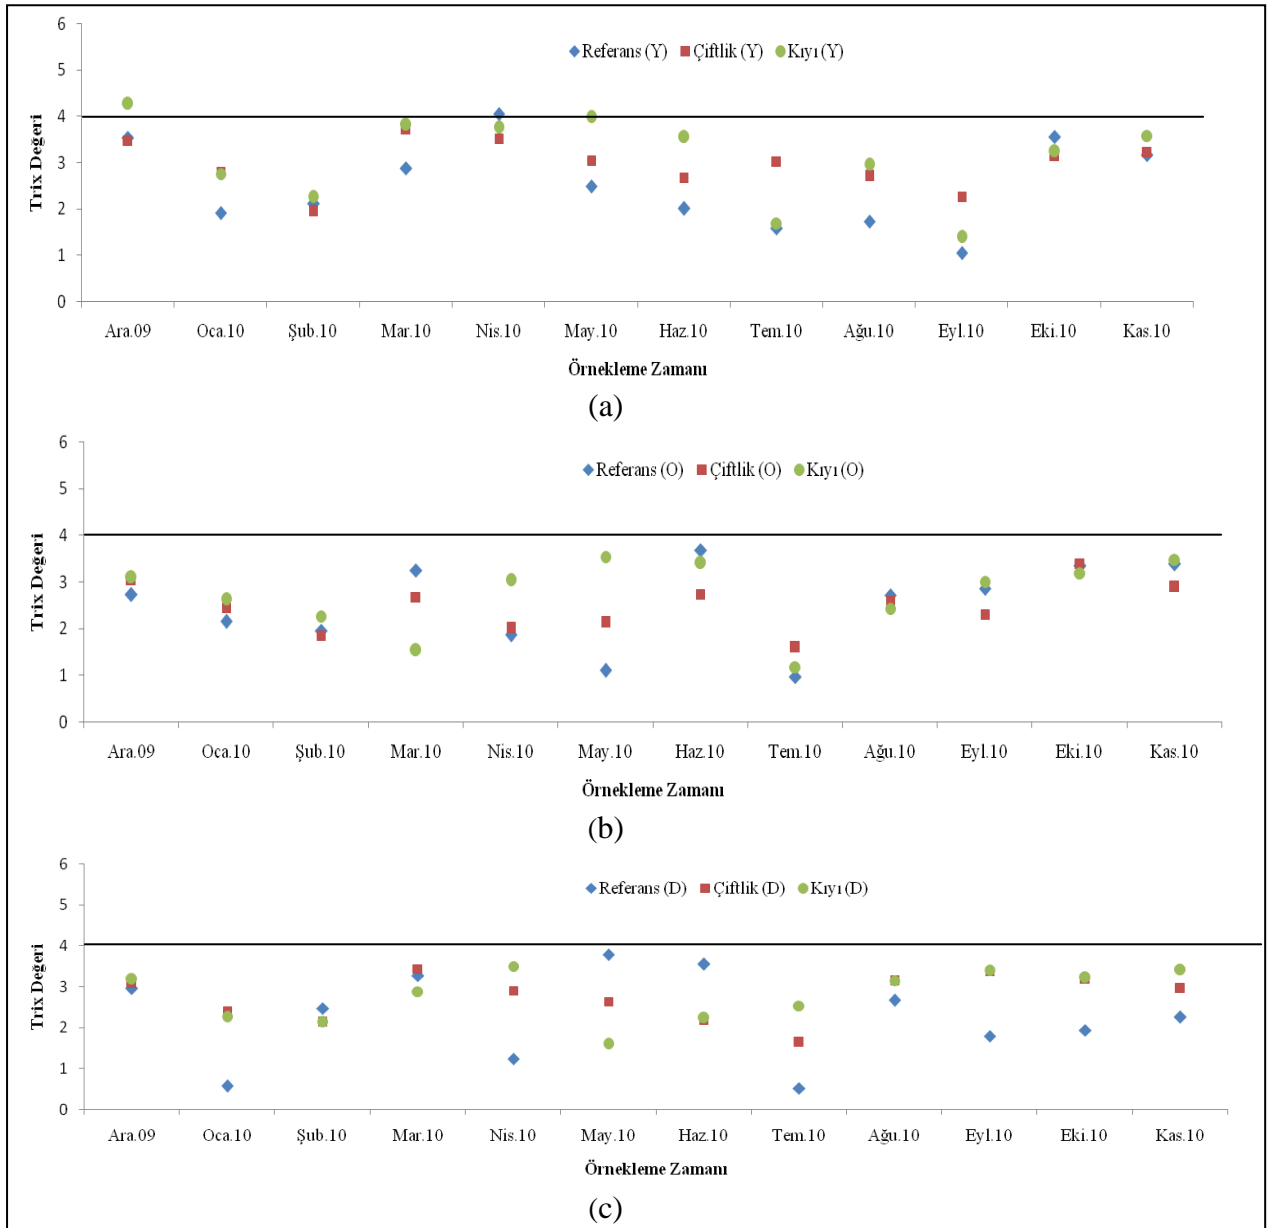 Referans (Y) Çiftlik (Y) Kıyı (Y)
6
5
4
3
2
1
0
Trix Değeri
Ara.09 Oca.10 Şub.10 Mar.10 Nis.10 May.10 Haz.10 Tem.10 Ağu.10 Eyl.10 Eki.10 Kas.10
Örnekleme Zamanı
(a)
Referans (O) Çiftlik (O) Kıyı (O)
6
5
4
3
2
1
0
Trix Değeri
Ara.09 Oca.10 Şub.10 Mar.10 Nis.10 May.10 Haz.10 Tem.10 Ağu.10 Eyl.10 Eki.10 Kas.10
Örnekleme Zamanı
(b)
Referans (D) Çiftlik (D) Kıyı (D)
6
5
4
3
2
1
0
Trix Değeri
Ara.09 Oca.10 Şub.10 Mar.10 Nis.10 May.10 Haz.10 Tem.10 Ağu.10 Eyl.10 Eki.10 Kas.10
Örnekleme Zamanı
(c)